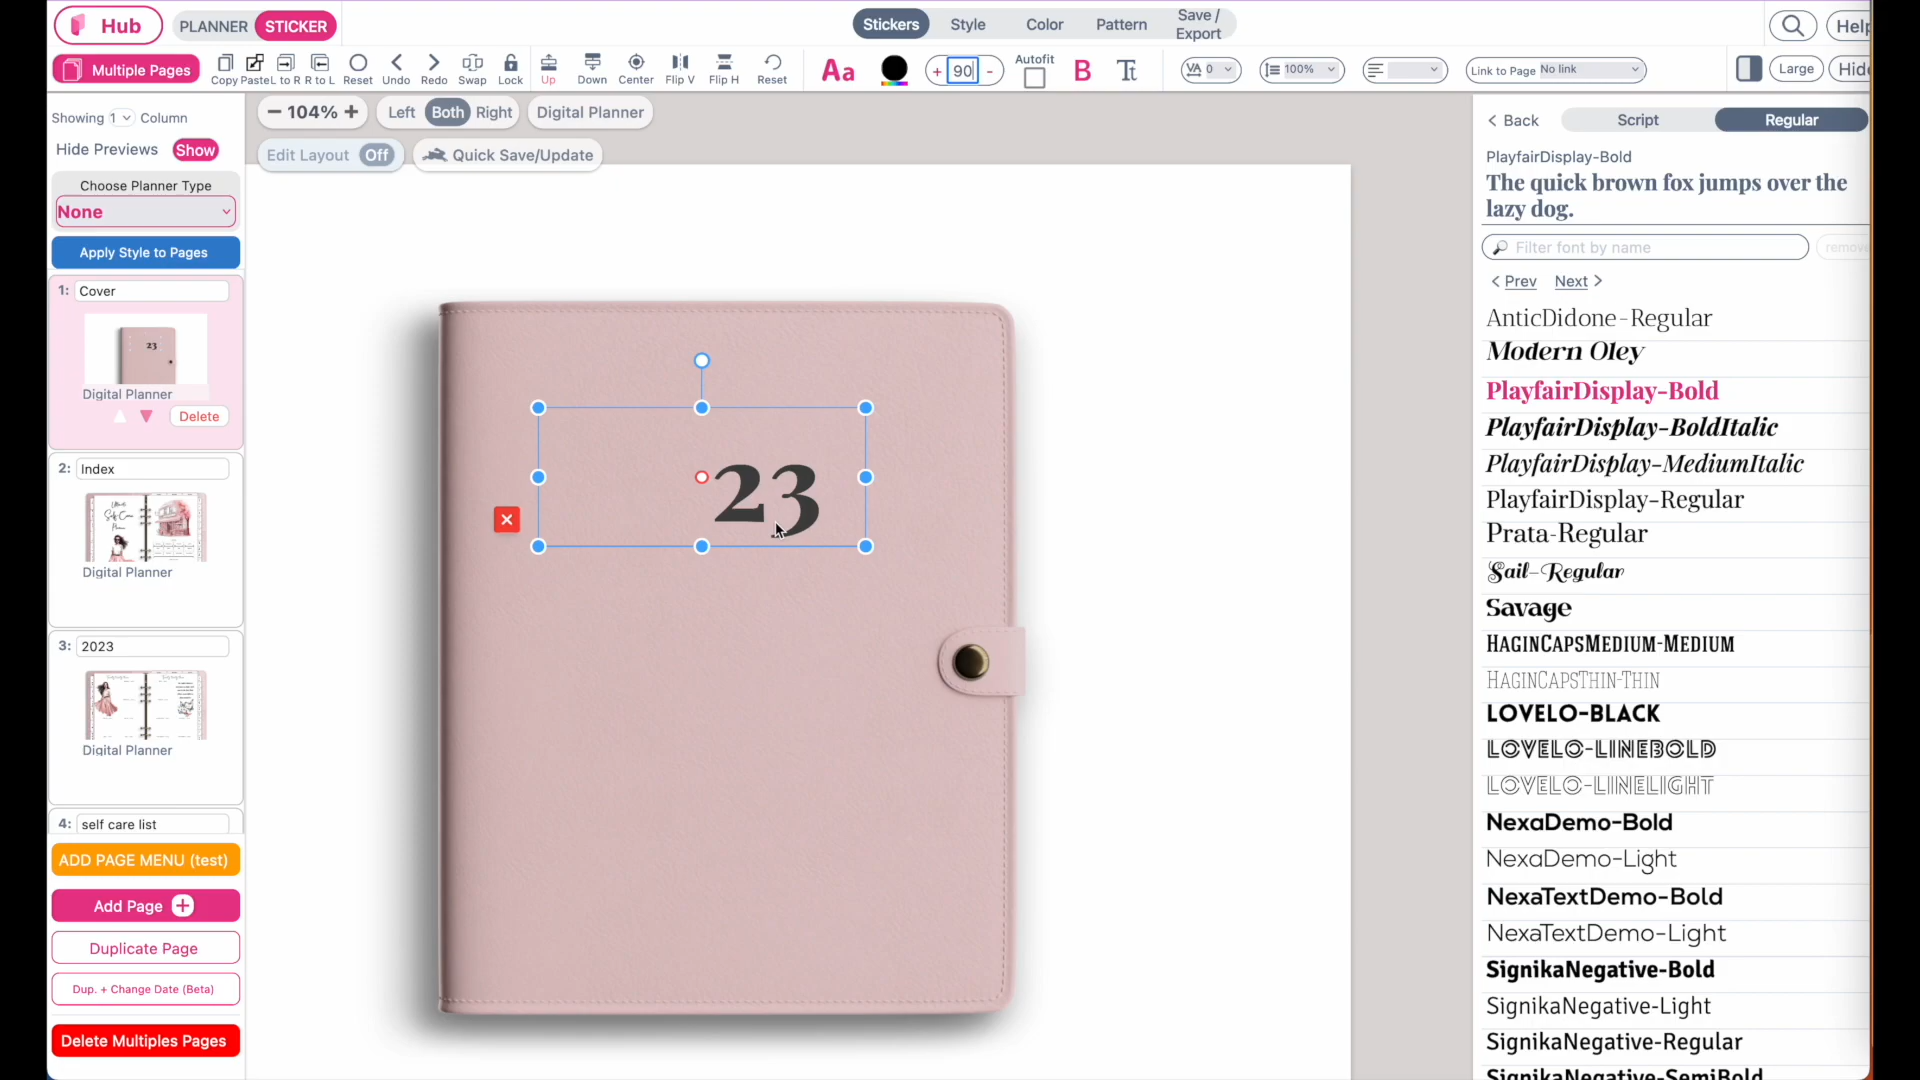 Hub
PLANNER STICKER
Stickers Style Color Pattern Save / Export
Help
Multiple Pages
Copy Paste L to R R to L Reset Undo Redo Swap Lock Up Down Center Flip V Flip H Reset
Aa
+ 90 -
Autofit
B Tt
VA 0
100%
Link to Page No link
Large
Hide
Showing 1 Column
Hide Previews Show
Choose Planner Type
None
Apply Style to Pages
1: Cover
23
Digital Planner
Delete
2: Index
Digital Planner
3: 2023
Digital Planner
4: self care list
ADD PAGE MENU (test)
Add Page +
Duplicate Page
Dup. + Change Date (Beta)
Delete Multiples Pages
− 104% +
Left Both Right
Digital Planner
Edit Layout Off
Quick Save/Update
23
< Back
Script Regular
PlayfairDisplay-Bold
The quick brown fox jumps over the
lazy dog.
Filter font by name
remove
< Prev Next >
AnticDidone-Regular
Modern Oley
PlayfairDisplay-Bold
PlayfairDisplay-BoldItalic
PlayfairDisplay-MediumItalic
PlayfairDisplay-Regular
Prata-Regular
Sail-Regular
Savage
HaginCapsMedium-Medium
HaginCapsThin-Thin
LOVELO-BLACK
LOVELO-LINEBOLD
LOVELO-LINELIGHT
NexaDemo-Bold
NexaDemo-Light
NexaTextDemo-Bold
NexaTextDemo-Light
SignikaNegative-Bold
SignikaNegative-Light
SignikaNegative-Regular
SignikaNegative-SemiBold